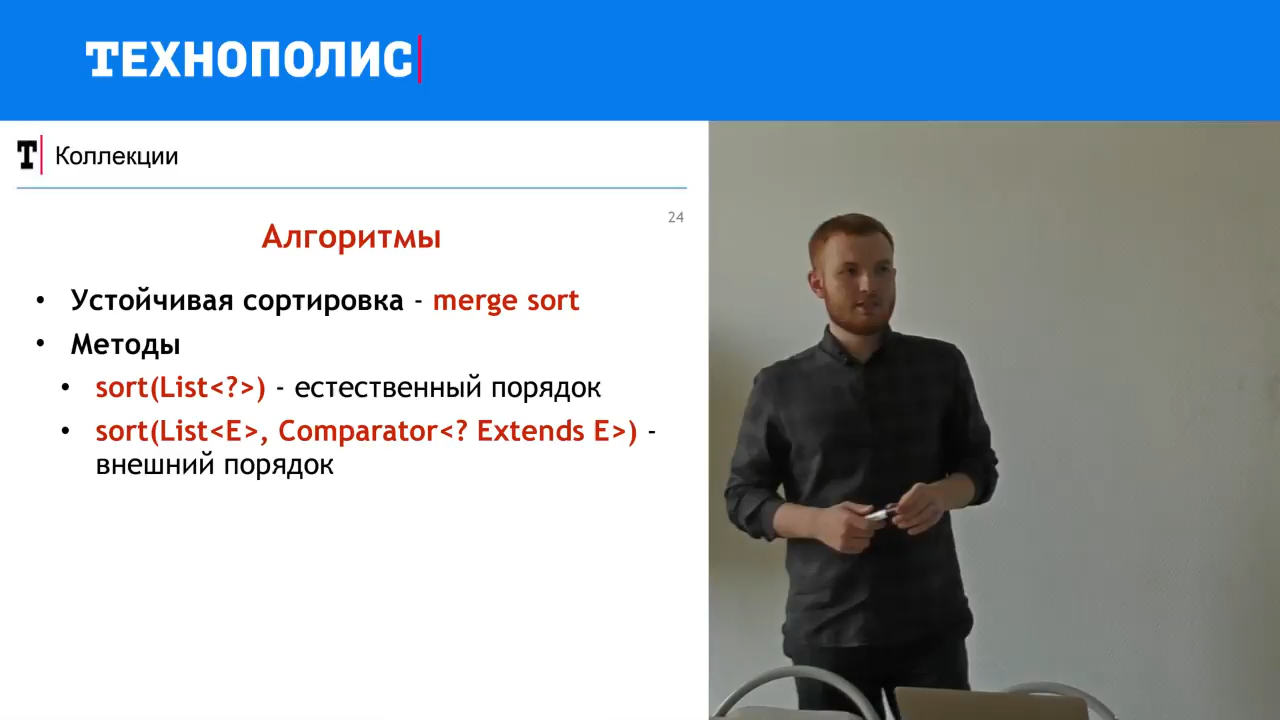 ТЕХНОПОЛИС
Т Коллекции
24
Алгоритмы
• Устойчивая сортировка - merge sort
• Методы
• sort(List<?>) - естественный порядок
• sort(List<E>, Comparator<? Extends E>) -
внешний порядок